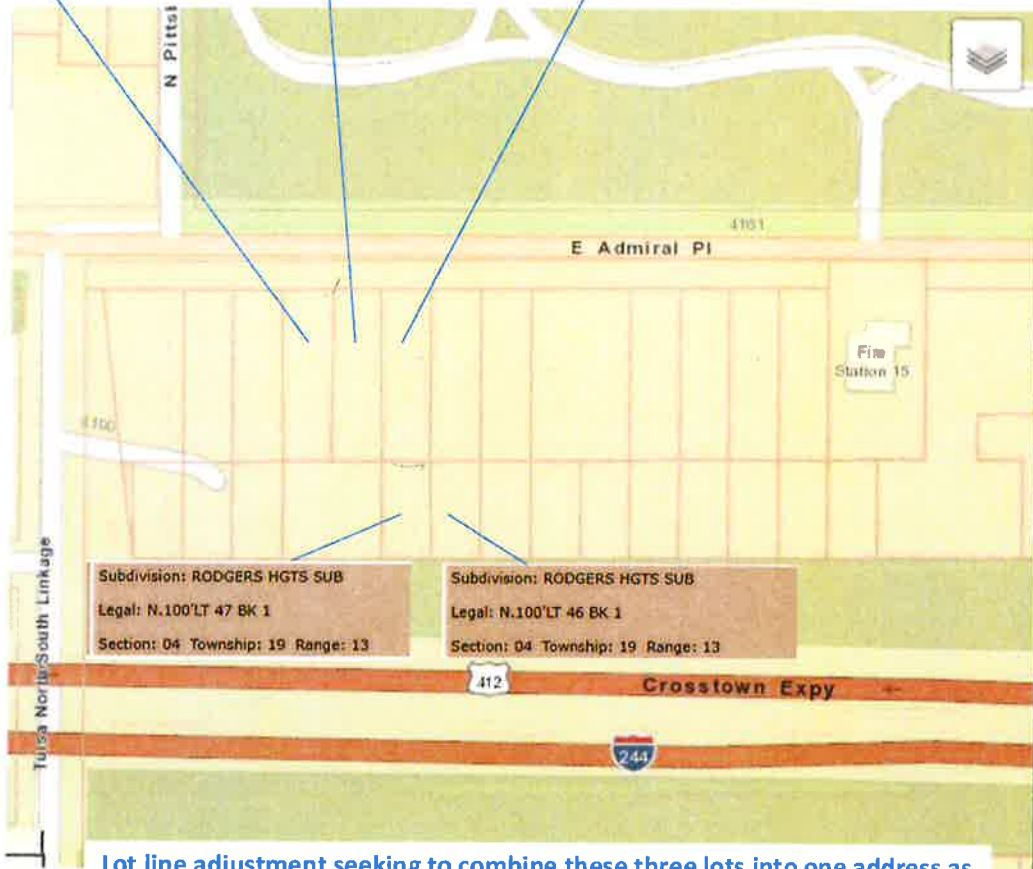 N Pittsb
4161
E Admiral Pl
Fire
Station 15
4100
Subdivision: RODGERS HGTS SUB
Legal: N.100'LT 47 BK 1
Section: 04 Township: 19 Range: 13
Subdivision: RODGERS HGTS SUB
Legal: N.100'LT 46 BK 1
Section: 04 Township: 19 Range: 13
Tulsa North/South Linkage
412
Crosstown Expy
244
Lot line adjustment seeking to combine these three lots into one address as